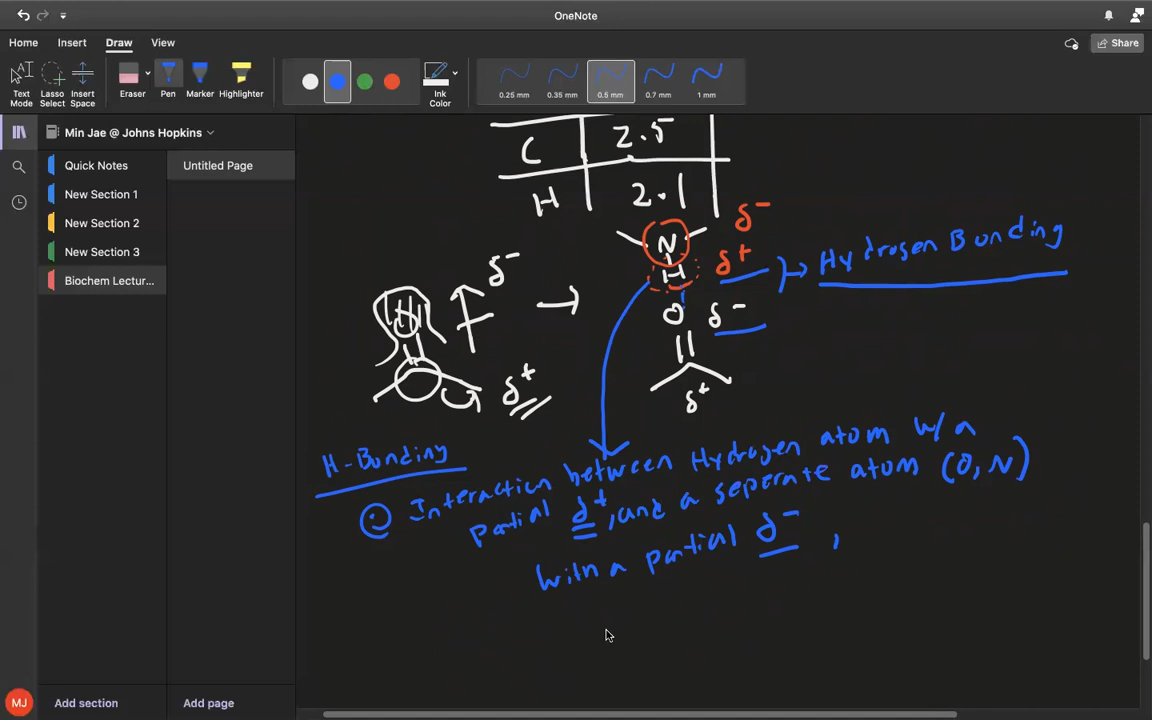 OneNote
Home Insert Draw View
Share
Text Mode
Lasso Select
Insert Space
Eraser
Pen
Marker
Highlighter
Ink Color
0.25 mm
0.35 mm
0.5 mm
0.7 mm
1 mm
Min Jae @ Johns Hopkins
Quick Notes
New Section 1
New Section 2
New Section 3
Biochem Lectur...
Untitled Page
C 2.5
H 2.1
N δ-
H δ+
Hydrogen Bonding
O δ-
δ+
H
δ-
δ+
H-Bonding
Interaction between Hydrogen atom w/ a
partial δ+, and a seperate atom (O, N)
with a partial δ-,
MJ
Add section
Add page